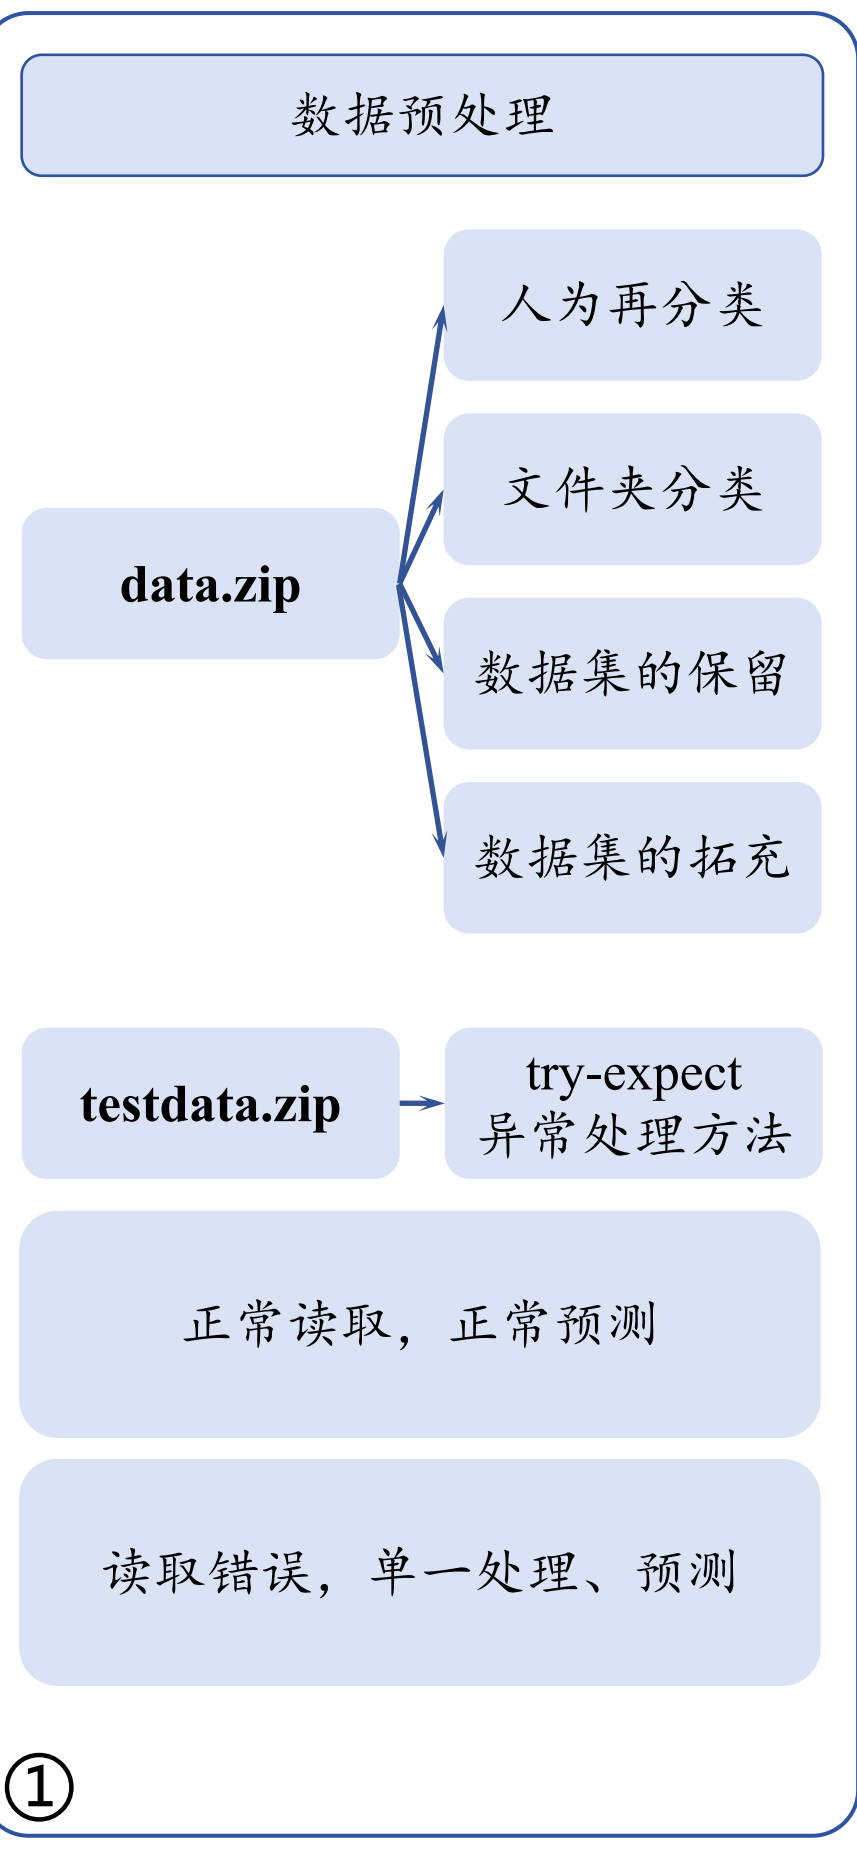 数据预处理
人为再分类
文件夹分类
data.zip
数据集的保留
数据集的拓充
testdata.zip
try-expect
异常处理方法
正常读取，正常预测
读取错误，单一处理、预测
①